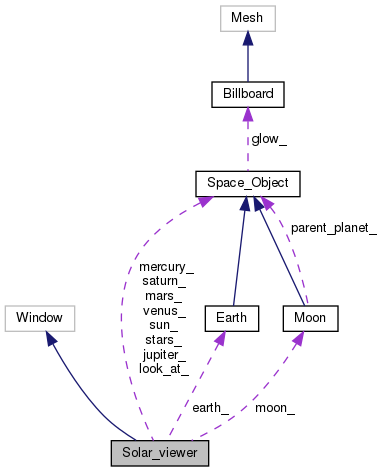 Mesh
Billboard
glow_
Space_Object
parent_planet_
mercury_
saturn_
mars_
venus_
sun_
stars_
jupiter_
look_at_
Window
Earth
Moon
earth_
moon_
Solar_viewer